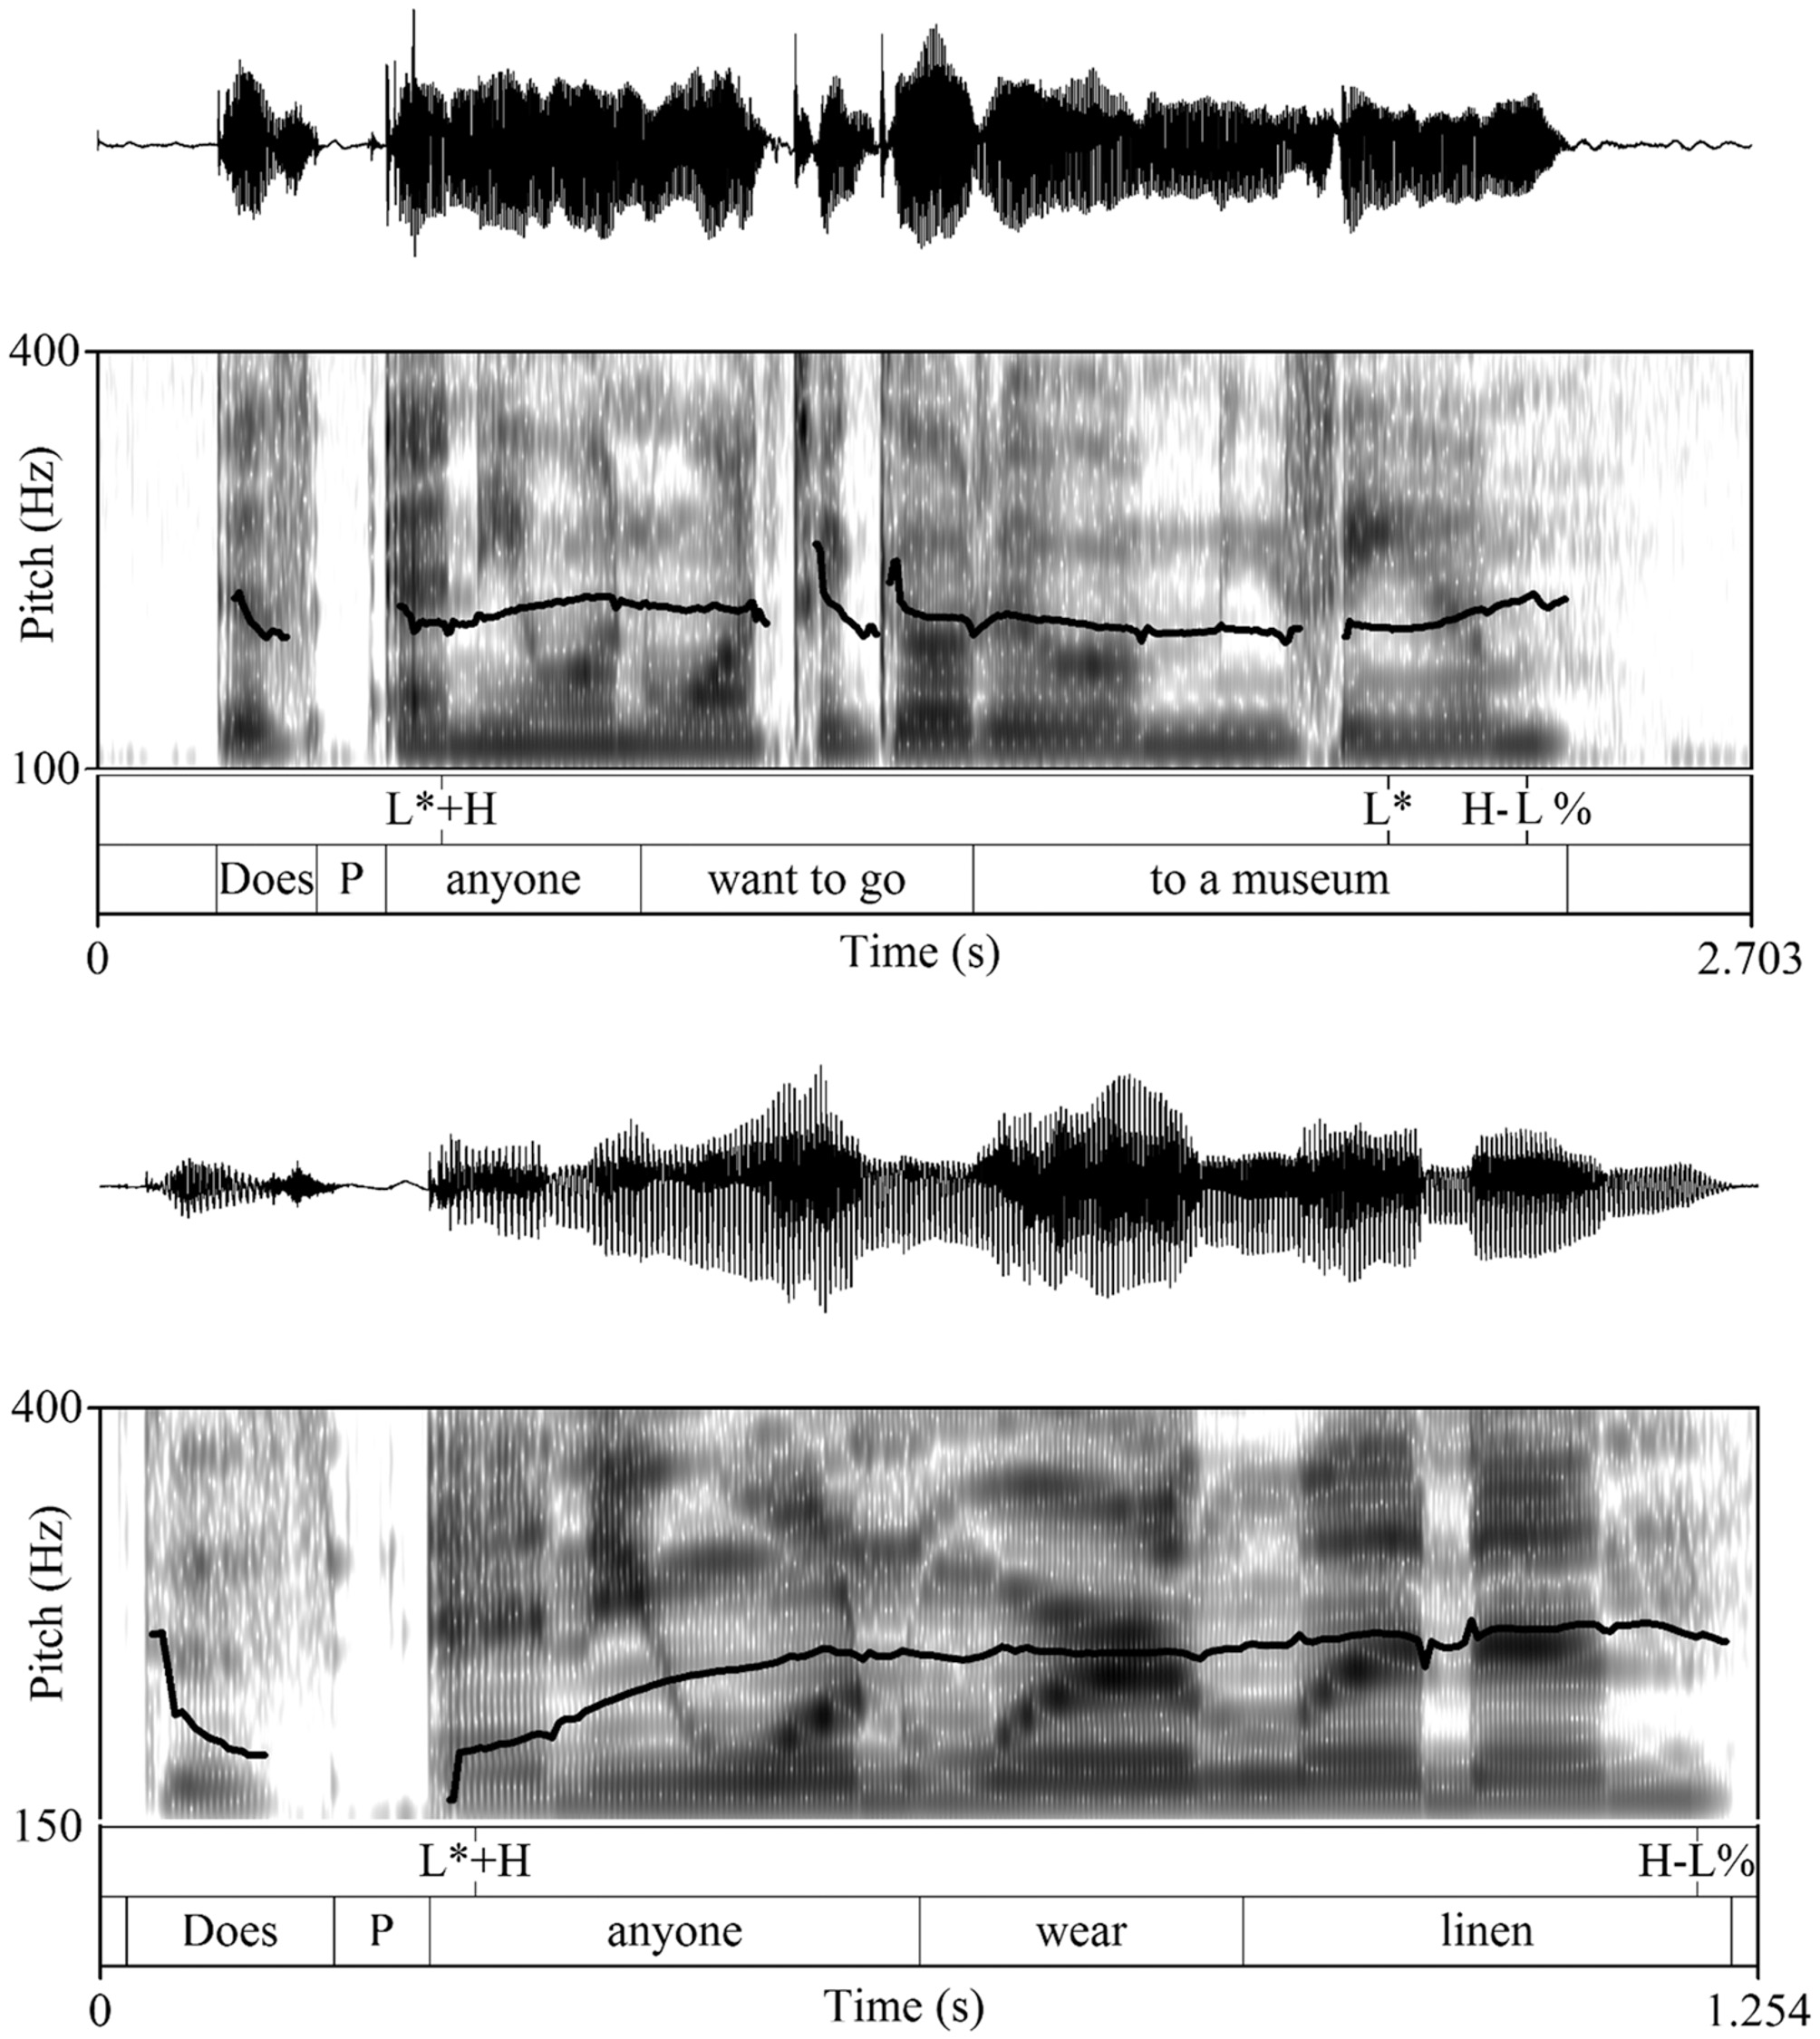 400
Pitch (Hz)
100
L*+H L* H- L %
Does P anyone want to go to a museum
0 Time (s) 2.703
400
Pitch (Hz)
150
L*+H H-L%
Does P anyone wear linen
0 Time (s) 1.254